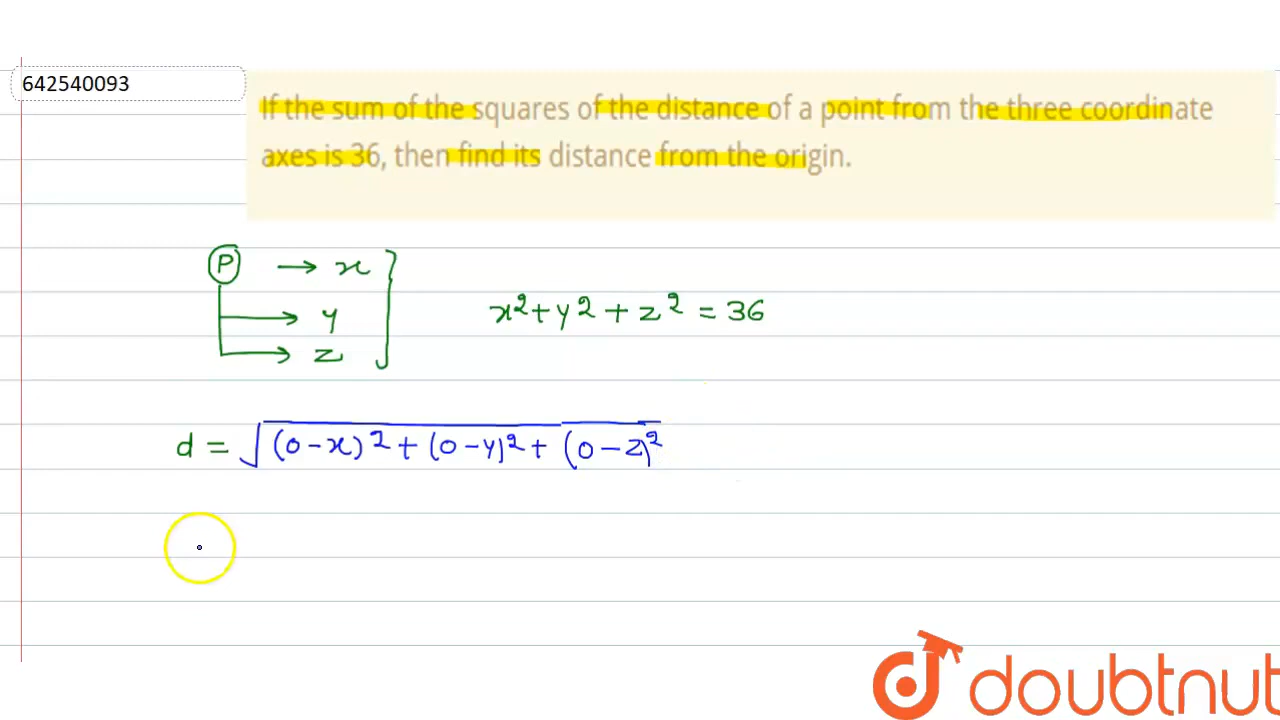 642540093
If the sum of the squares of the distance of a point from the three coordinate
axes is 36, then find its distance from the origin.
P → x
→ y
→ z
x² + y² + z² = 36
d = √(0-x)² + (0-y)² + (0-z)²
doubtnut